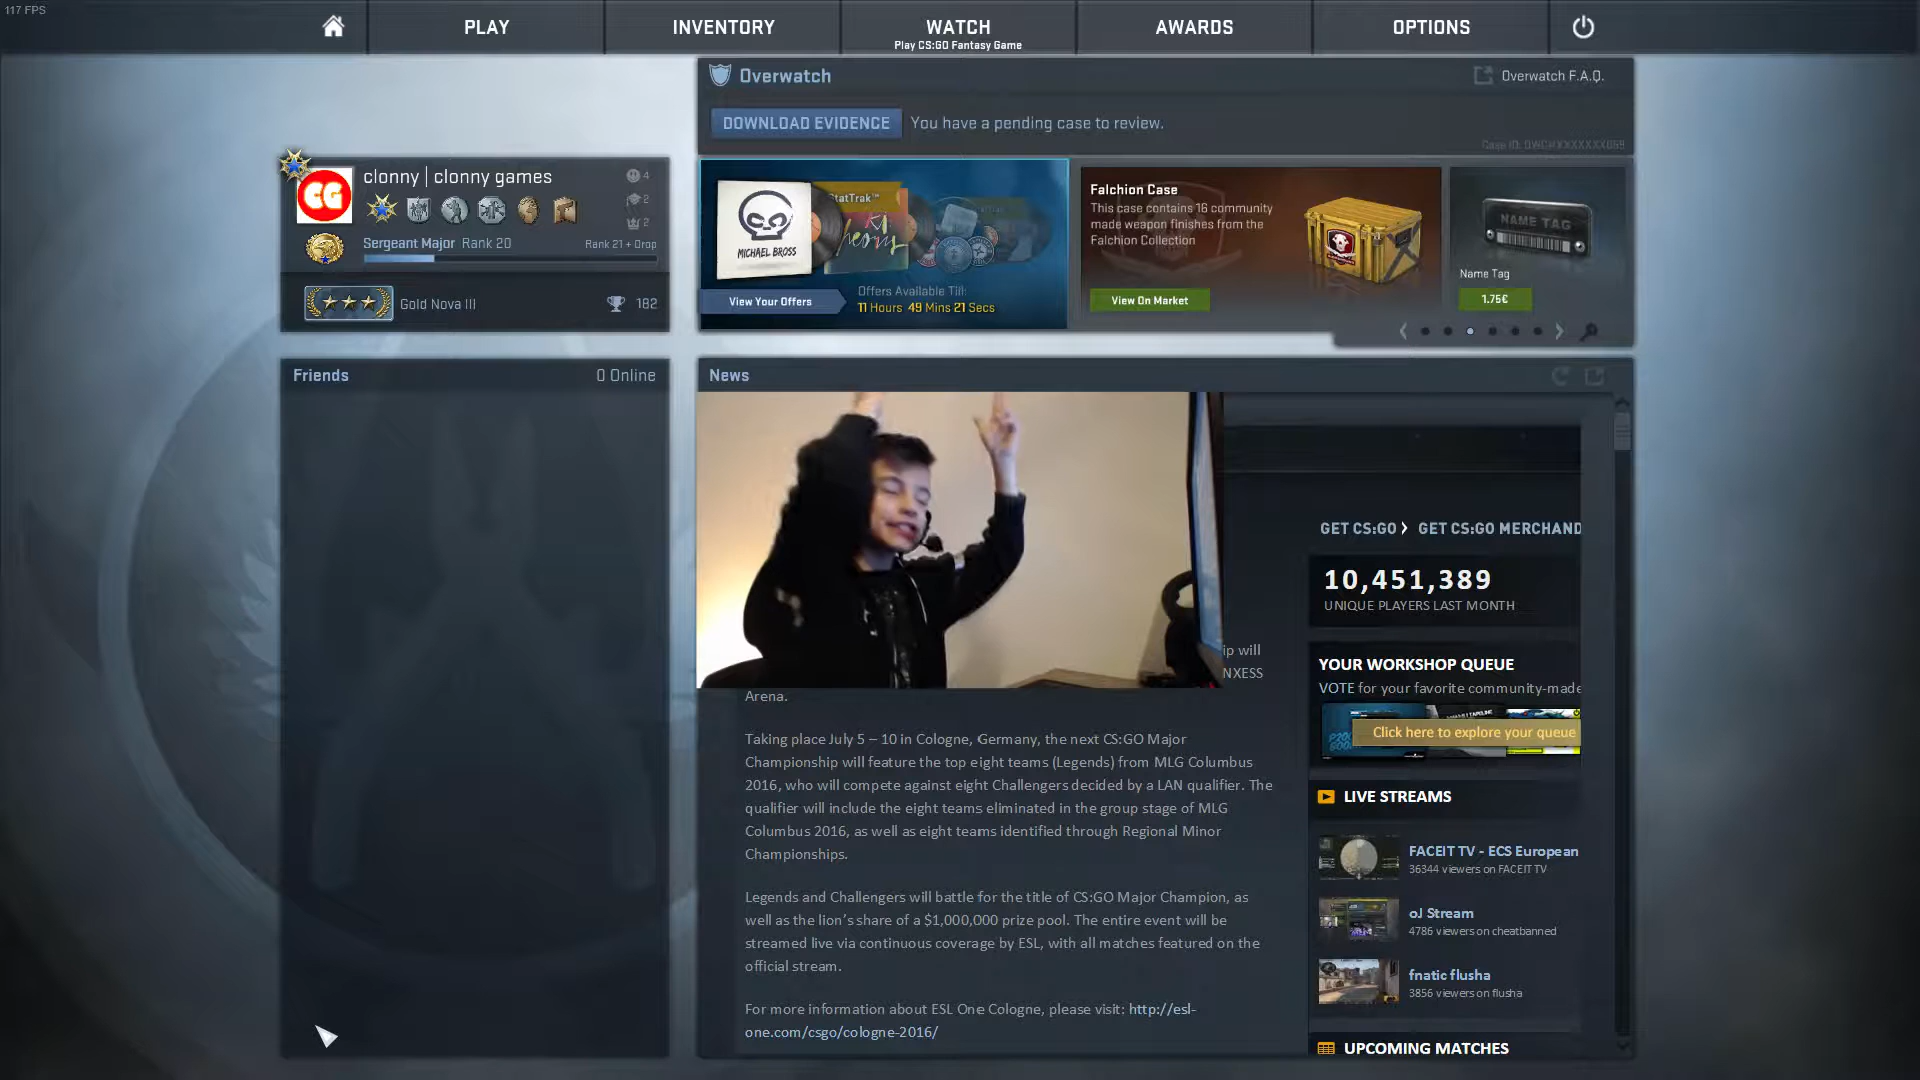 117 FPS
PLAY
INVENTORY
WATCH
Play CS:GO Fantasy Game
AWARDS
OPTIONS
Overwatch
Overwatch F.A.Q.
DOWNLOAD EVIDENCE
You have a pending case to review.
CG
clonny | clonny games
4
2
2
Sergeant Major Rank 20
Rank 21 + Drop
Gold Nova III
182
StatTrak™
MICHAEL BROSS
View Your Offers
Offers Available Till:
11 Hours 49 Mins 21 Secs
Falchion Case
This case contains 16 community
made weapon finishes from the
Falchion Collection
View On Market
NAME TAG
Name Tag
1.75€
Friends
0 Online
News
ip will
NXESS
Arena.
Taking place July 5 – 10 in Cologne, Germany, the next CS:GO Major
Championship will feature the top eight teams (Legends) from MLG Columbus
2016, who will compete against eight Challengers decided by a LAN qualifier. The
qualifier will include the eight teams eliminated in the group stage of MLG
Columbus 2016, as well as eight teams identified through Regional Minor
Championships.
Legends and Challengers will battle for the title of CS:GO Major Champion, as
well as the lion's share of a $1,000,000 prize pool. The entire event will be
streamed live via continuous coverage by ESL, with all matches featured on the
official stream.
For more information about ESL One Cologne, please visit: http://esl-
one.com/csgo/cologne-2016/
GET CS:GO
GET CS:GO MERCHAND
10,451,389
UNIQUE PLAYERS LAST MONTH
YOUR WORKSHOP QUEUE
VOTE for your favorite community-made
Click here to explore your queue
LIVE STREAMS
FACEIT TV - ECS European
36344 viewers on FACEIT TV
oJ Stream
4786 viewers on cheatbanned
fnatic flusha
3856 viewers on flusha
UPCOMING MATCHES